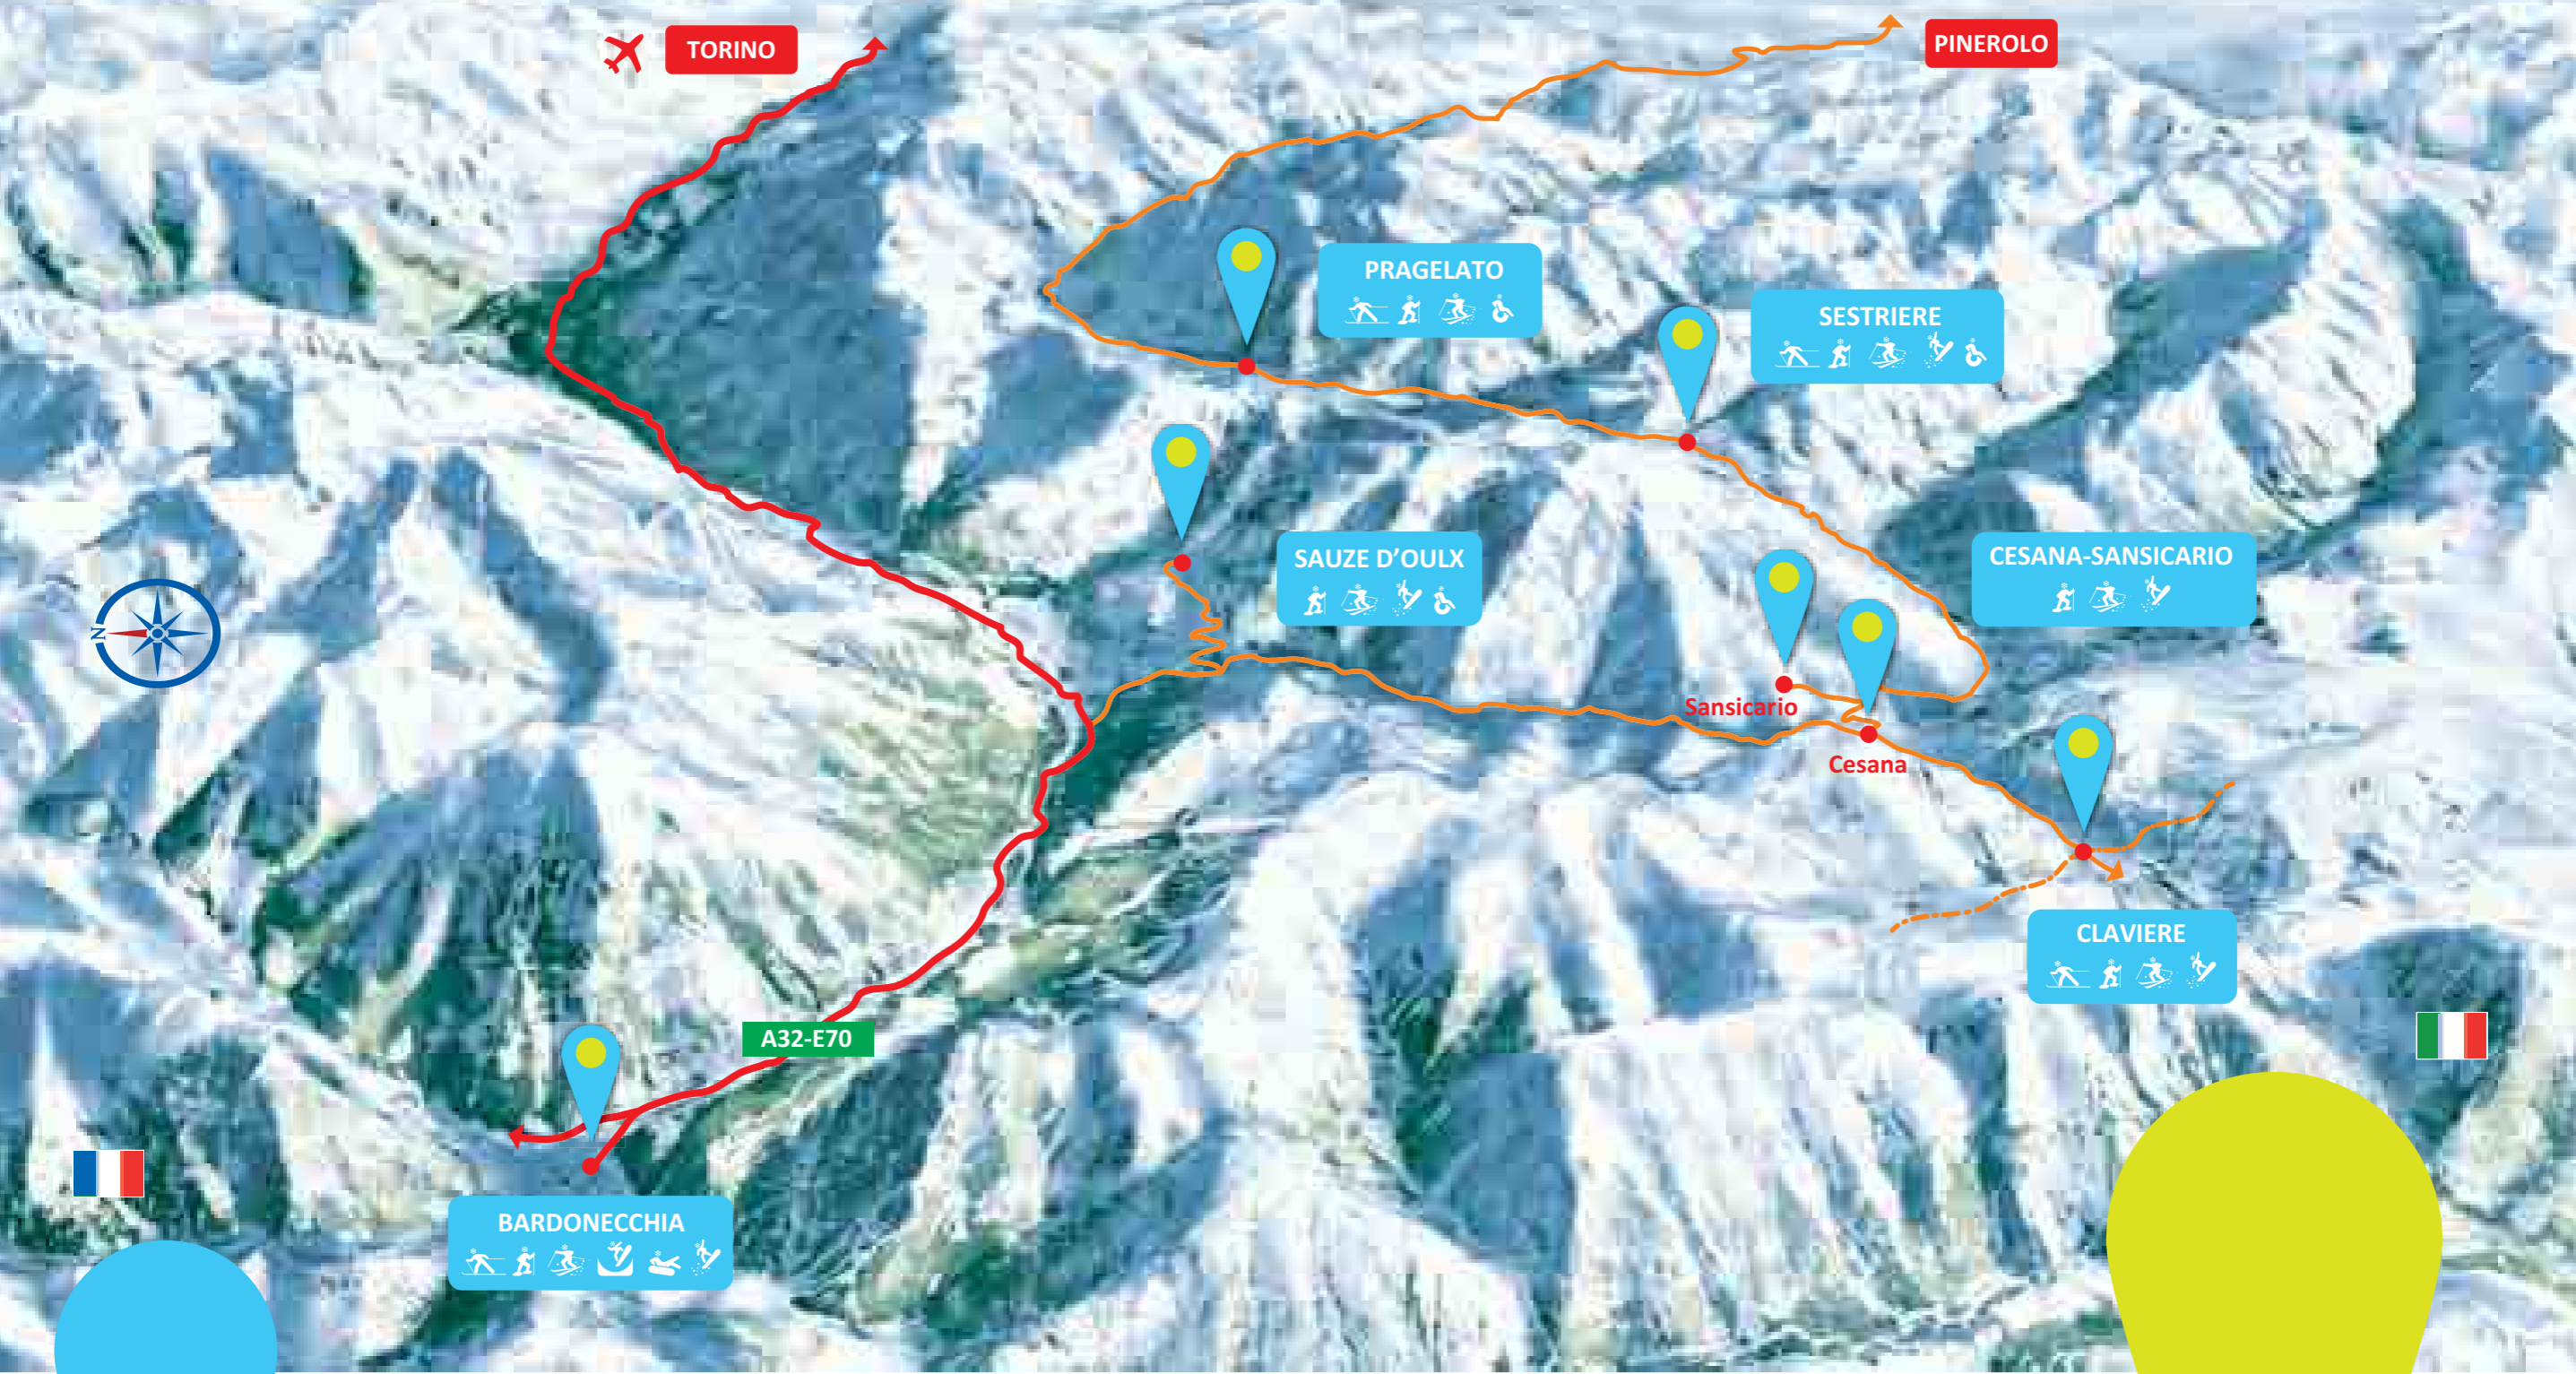 TORINO
PINEROLO
PRAGELATO
SESTRIERE
SAUZE D’OULX
CESANA-SANSICARIO
N
Sansicario
Cesana
CLAVIERE
A32-E70
BARDONECCHIA